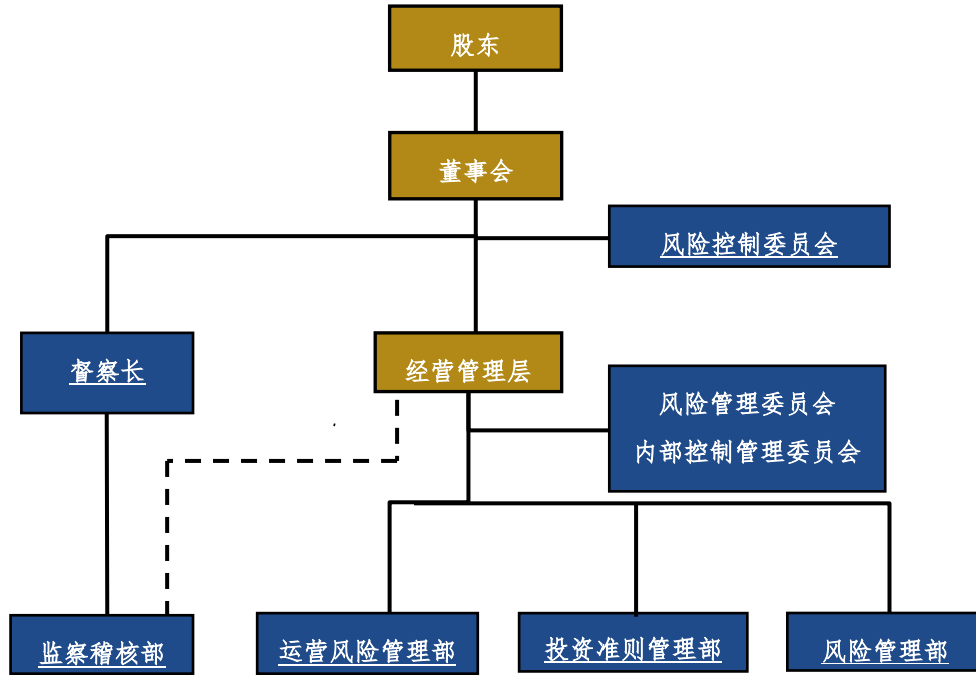 股东
董事会
风险控制委员会
督察长
经营管理层
风险管理委员会
内部控制管理委员会
监察稽核部
运营风险管理部
投资准则管理部
风险管理部